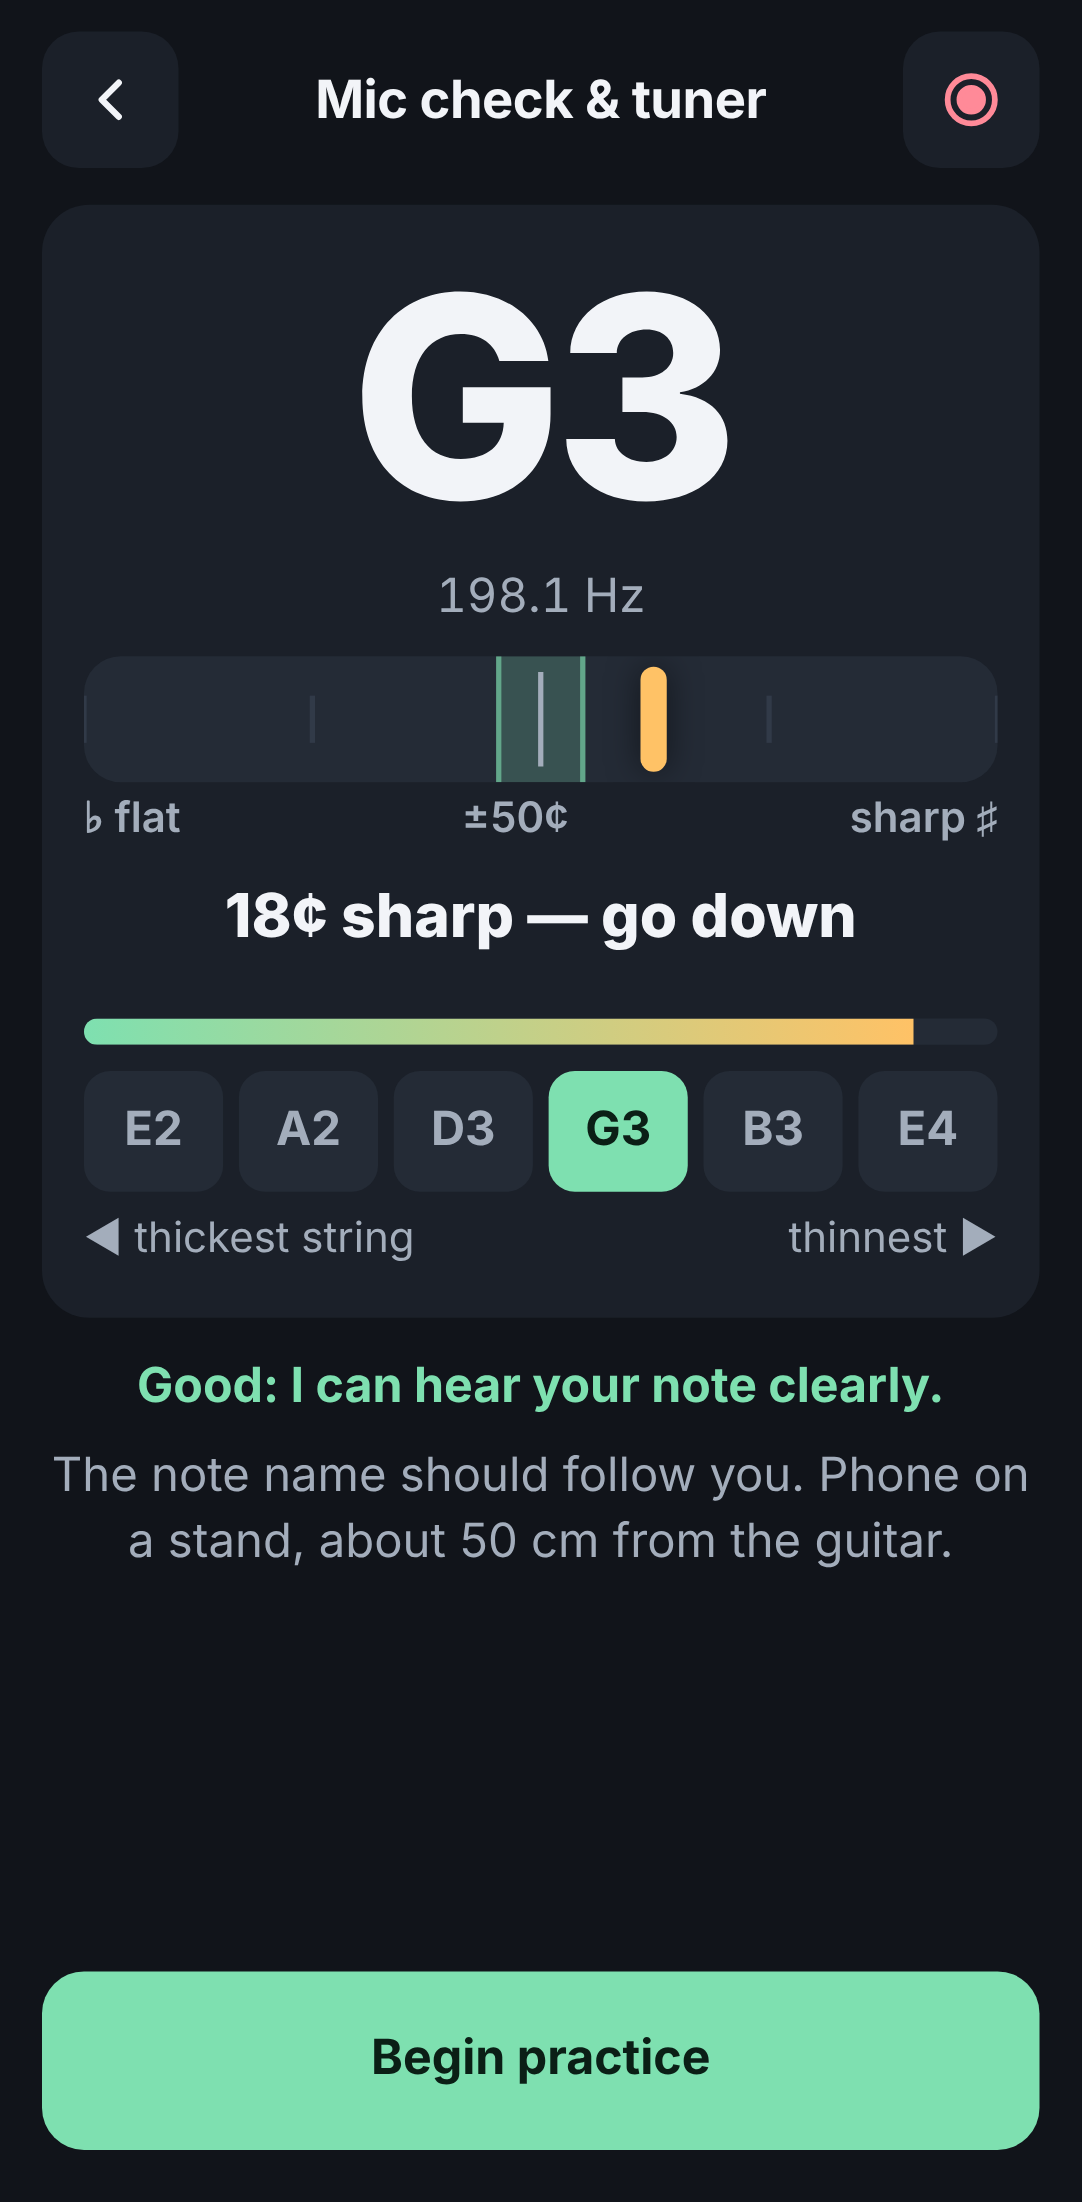 Mic check & tuner
G3
198.1 Hz
♭ flat ±50¢ sharp ♯
18¢ sharp — go down
E2 A2 D3 G3 B3 E4
◀ thickest string thinnest ▶
Good: I can hear your note clearly.
The note name should follow you. Phone on
a stand, about 50 cm from the guitar.
Begin practice